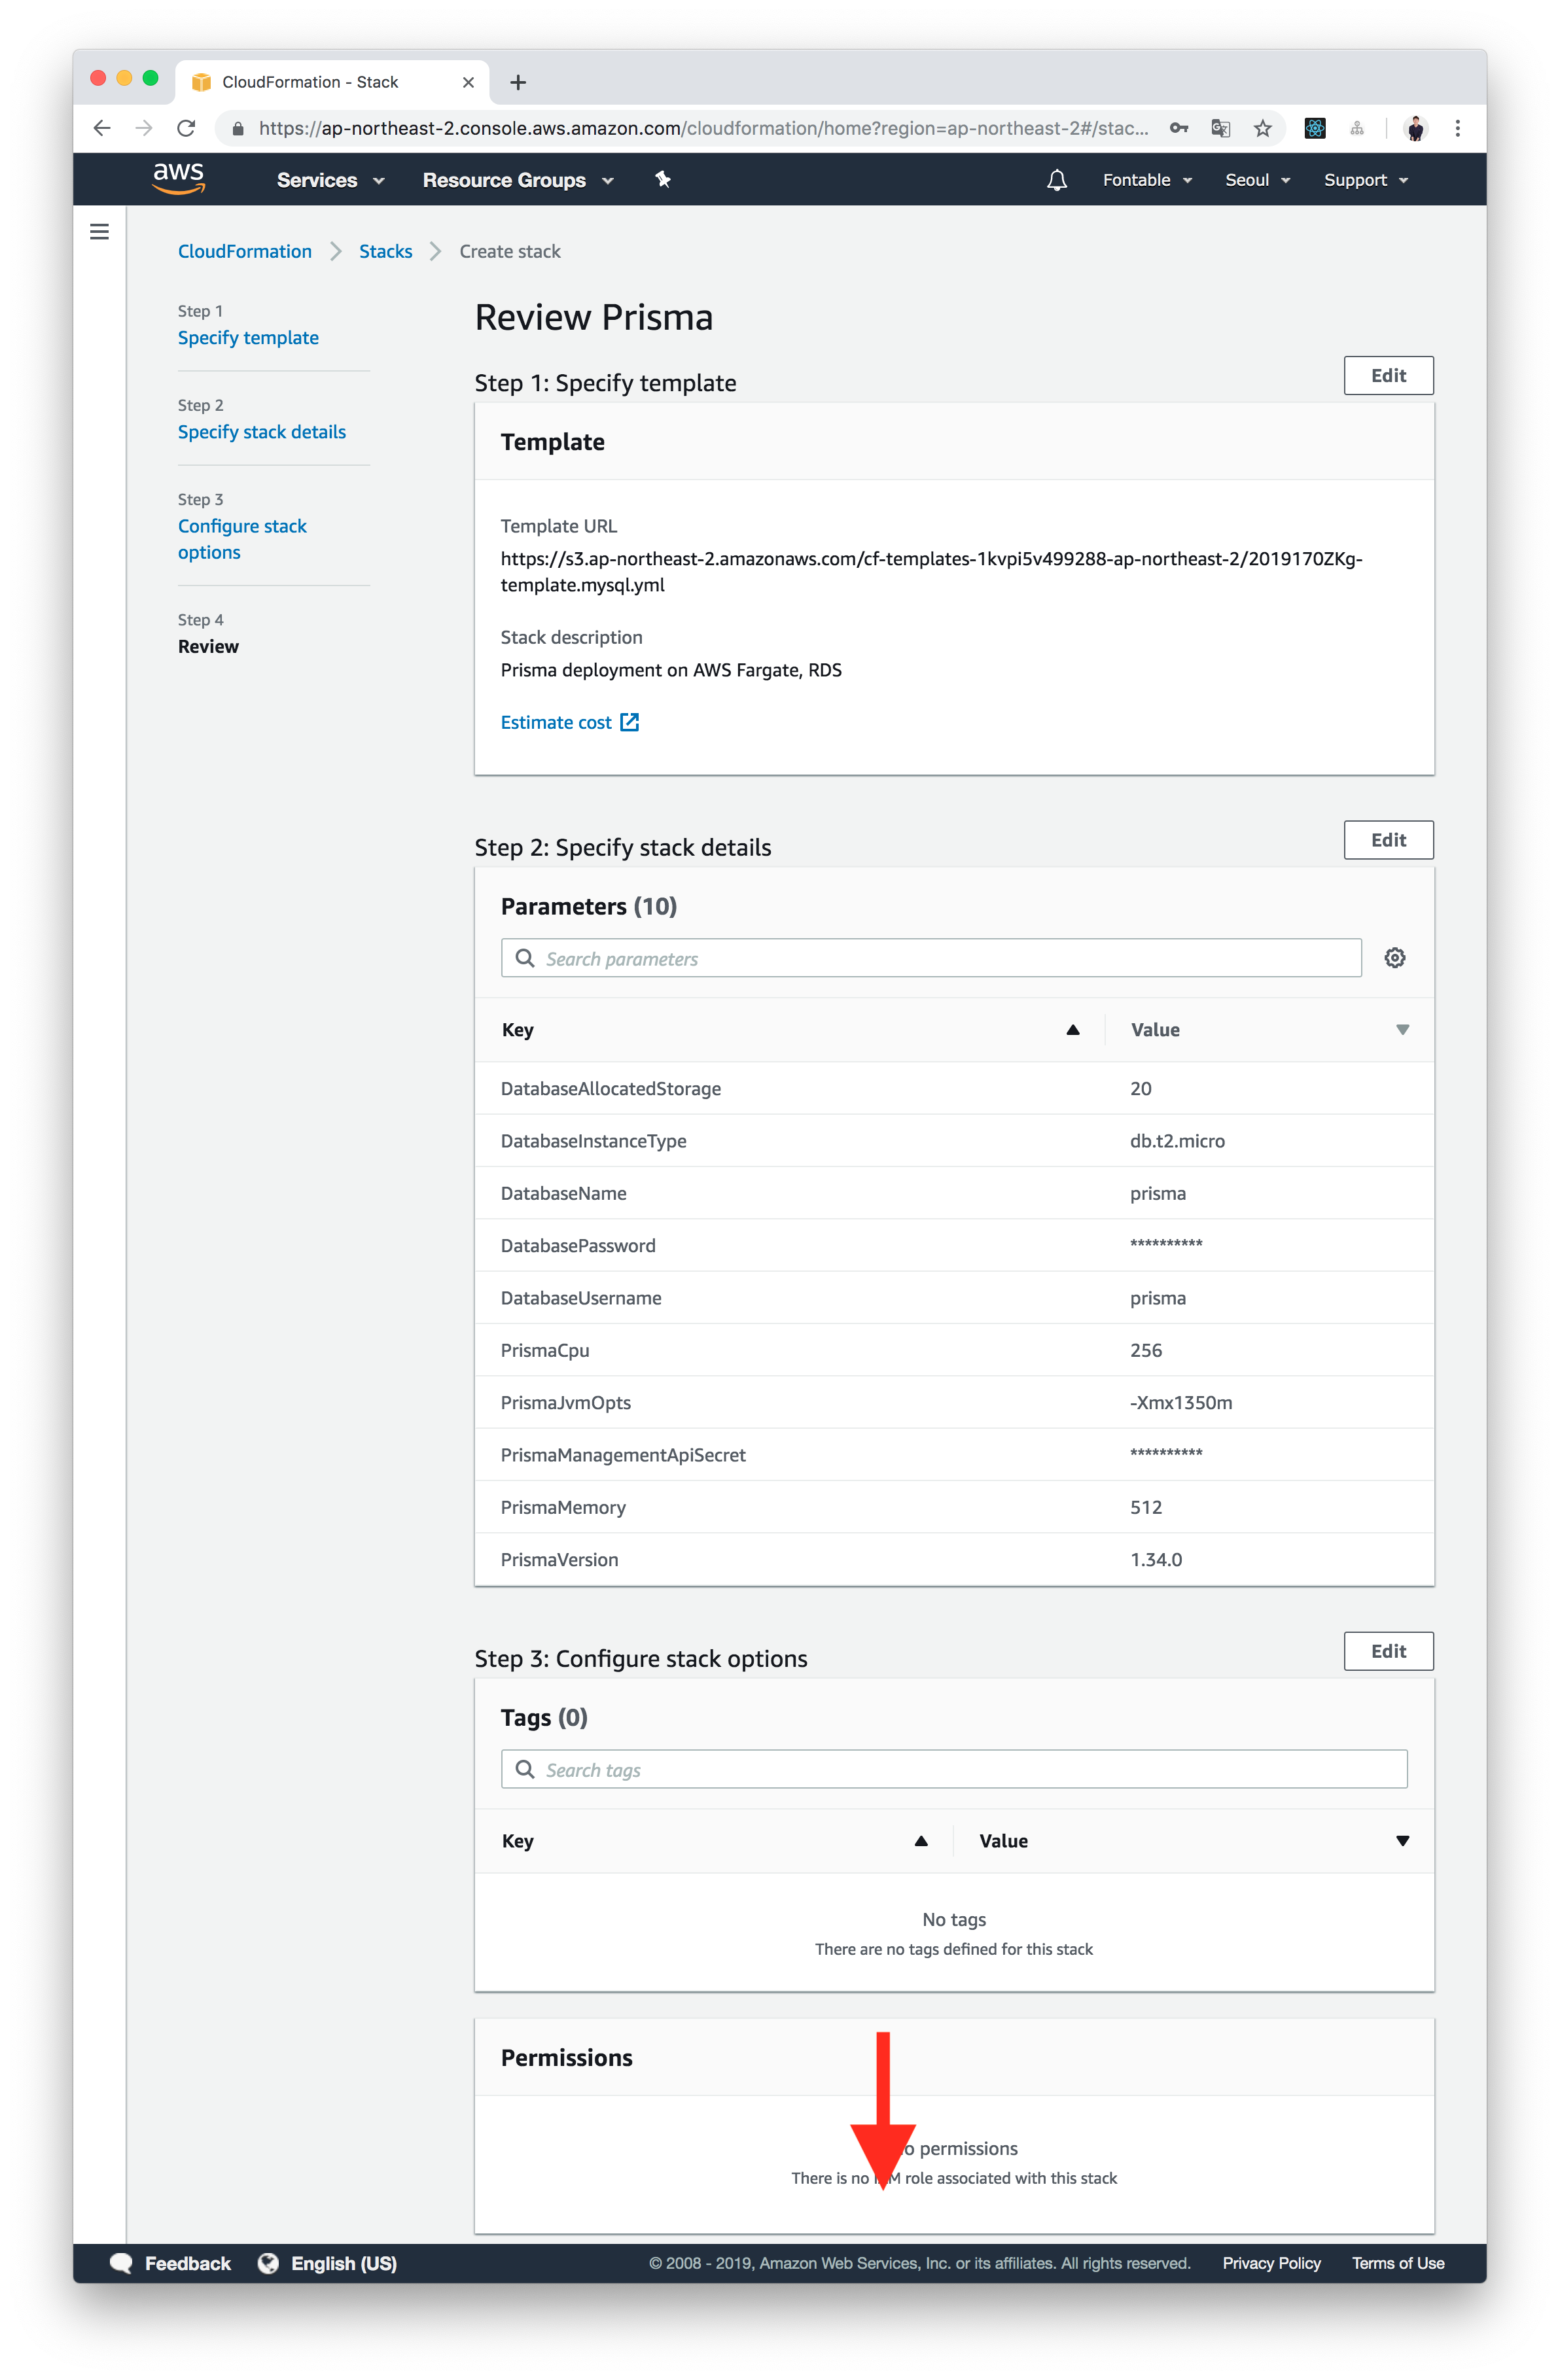 CloudFormation - Stack
https://ap-northeast-2.console.aws.amazon.com/cloudformation/home?region=ap-northeast-2#/stac...
aws
Services
Resource Groups
Fontable
Seoul
Support
CloudFormation
Stacks
Create stack
Step 1
Specify template
Step 2
Specify stack details
Step 3
Configure stack
options
Step 4
Review
Review Prisma
Step 1: Specify template
Edit
Template
Template URL
https://s3.ap-northeast-2.amazonaws.com/cf-templates-1kvpi5v499288-ap-northeast-2/2019170ZKg-
template.mysql.yml
Stack description
Prisma deployment on AWS Fargate, RDS
Estimate cost
Step 2: Specify stack details
Edit
Parameters (10)
Search parameters
Key Value
DatabaseAllocatedStorage 20
DatabaseInstanceType db.t2.micro
DatabaseName prisma
DatabasePassword **********
DatabaseUsername prisma
PrismaCpu 256
PrismaJvmOpts -Xmx1350m
PrismaManagementApiSecret **********
PrismaMemory 512
PrismaVersion 1.34.0
Step 3: Configure stack options
Edit
Tags (0)
Search tags
Key Value
No tags
There are no tags defined for this stack
Permissions
permissions
There is no role associated with this stack
Feedback
English (US)
© 2008 - 2019, Amazon Web Services, Inc. or its affiliates. All rights reserved.
Privacy Policy
Terms of Use